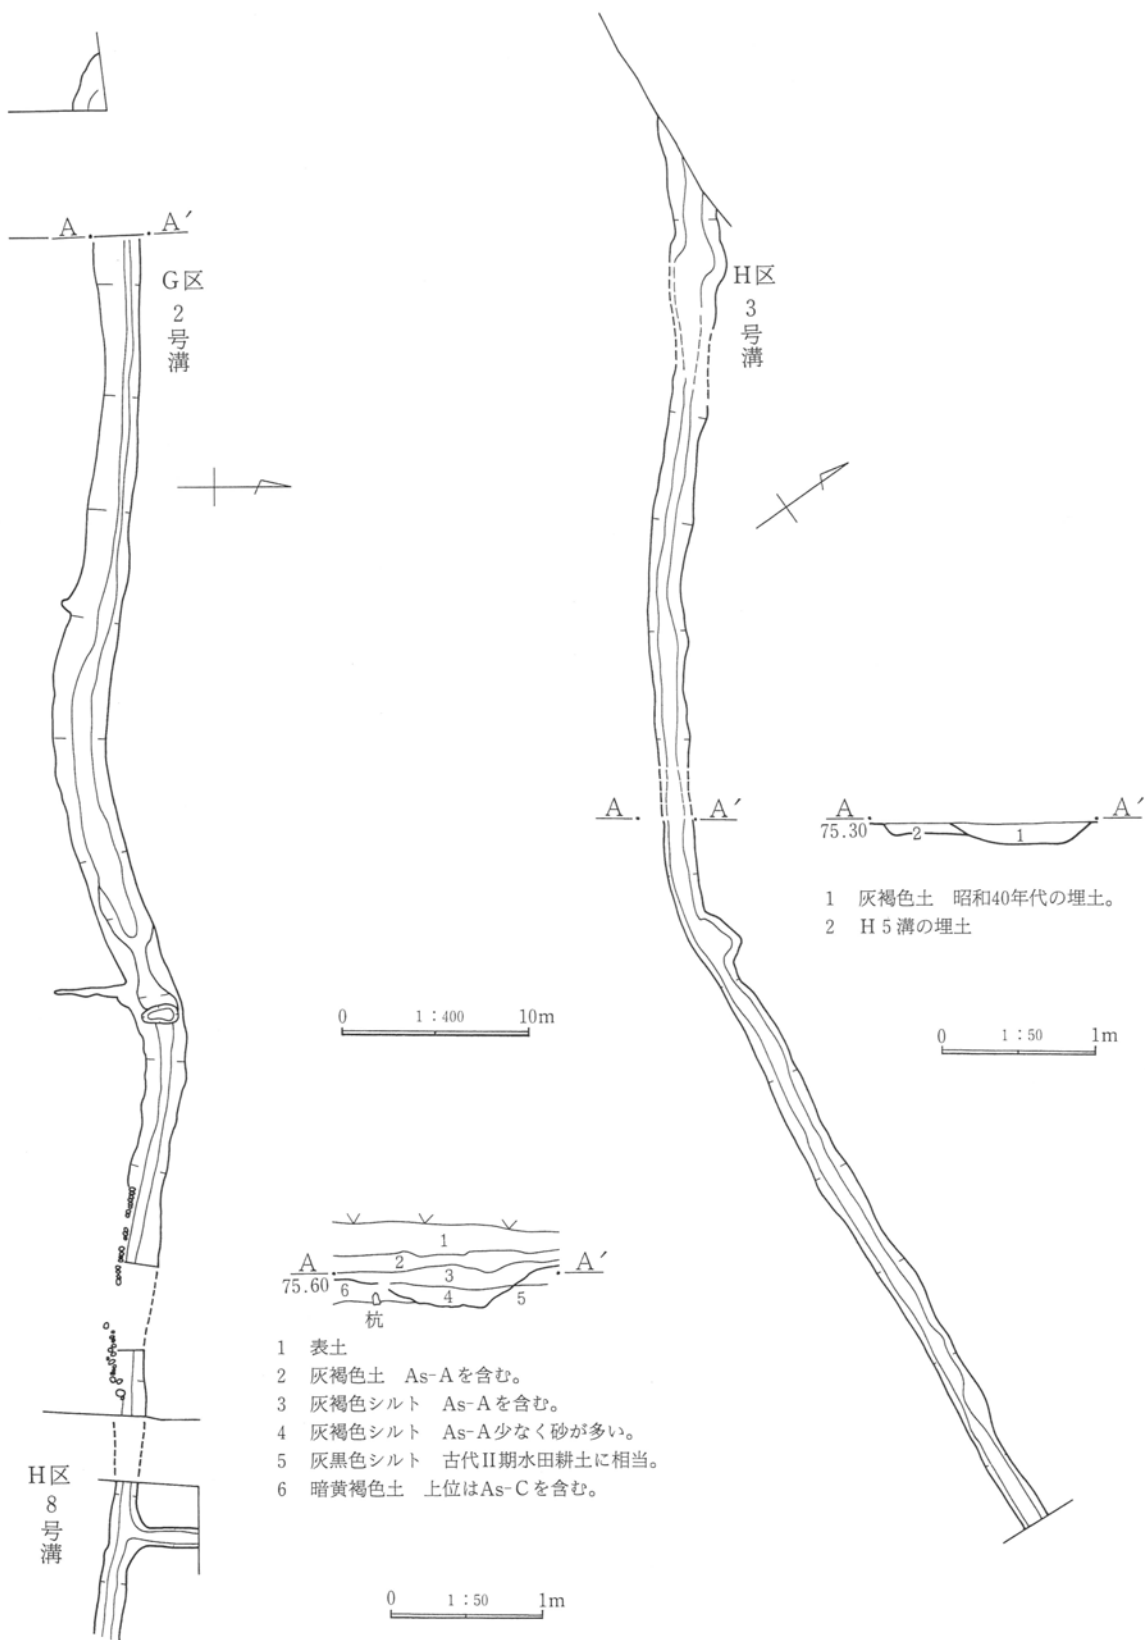 A A′
G区
2号溝
H区
3号溝
A A′
A A′
75.30
2 1
1 灰褐色土 昭和40年代の埋土。
2 H5溝の埋土
0 1:400 10m
0 1:50 1m
1
2
A A′
75.60
3
6 4 5
杭
1 表土
2 灰褐色土 As-Aを含む。
3 灰褐色シルト As-Aを含む。
4 灰褐色シルト As-A少なく砂が多い。
5 灰黒色シルト 古代II期水田耕土に相当。
6 暗黄褐色土 上位はAs-Cを含む。
H区
8号溝
0 1:50 1m